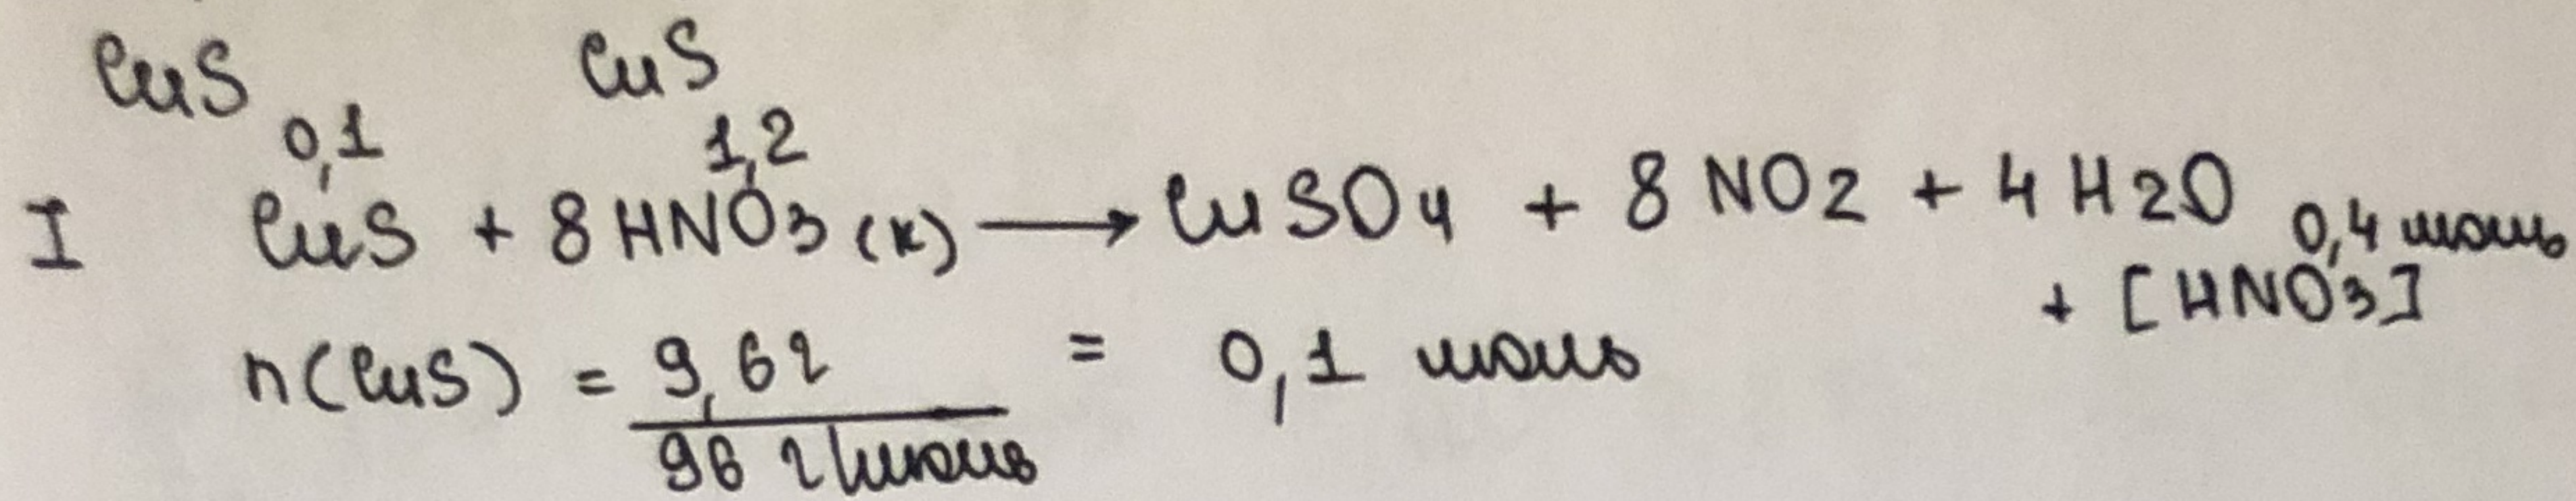 CuS CuS
0,1 1,2
I CuS + 8HNO3 (к) → CuSO4 + 8NO2 + 4H2O 0,4 моль
+ [HNO3]
n(CuS) = 9,6г = 0,1 моль
96 г/моль